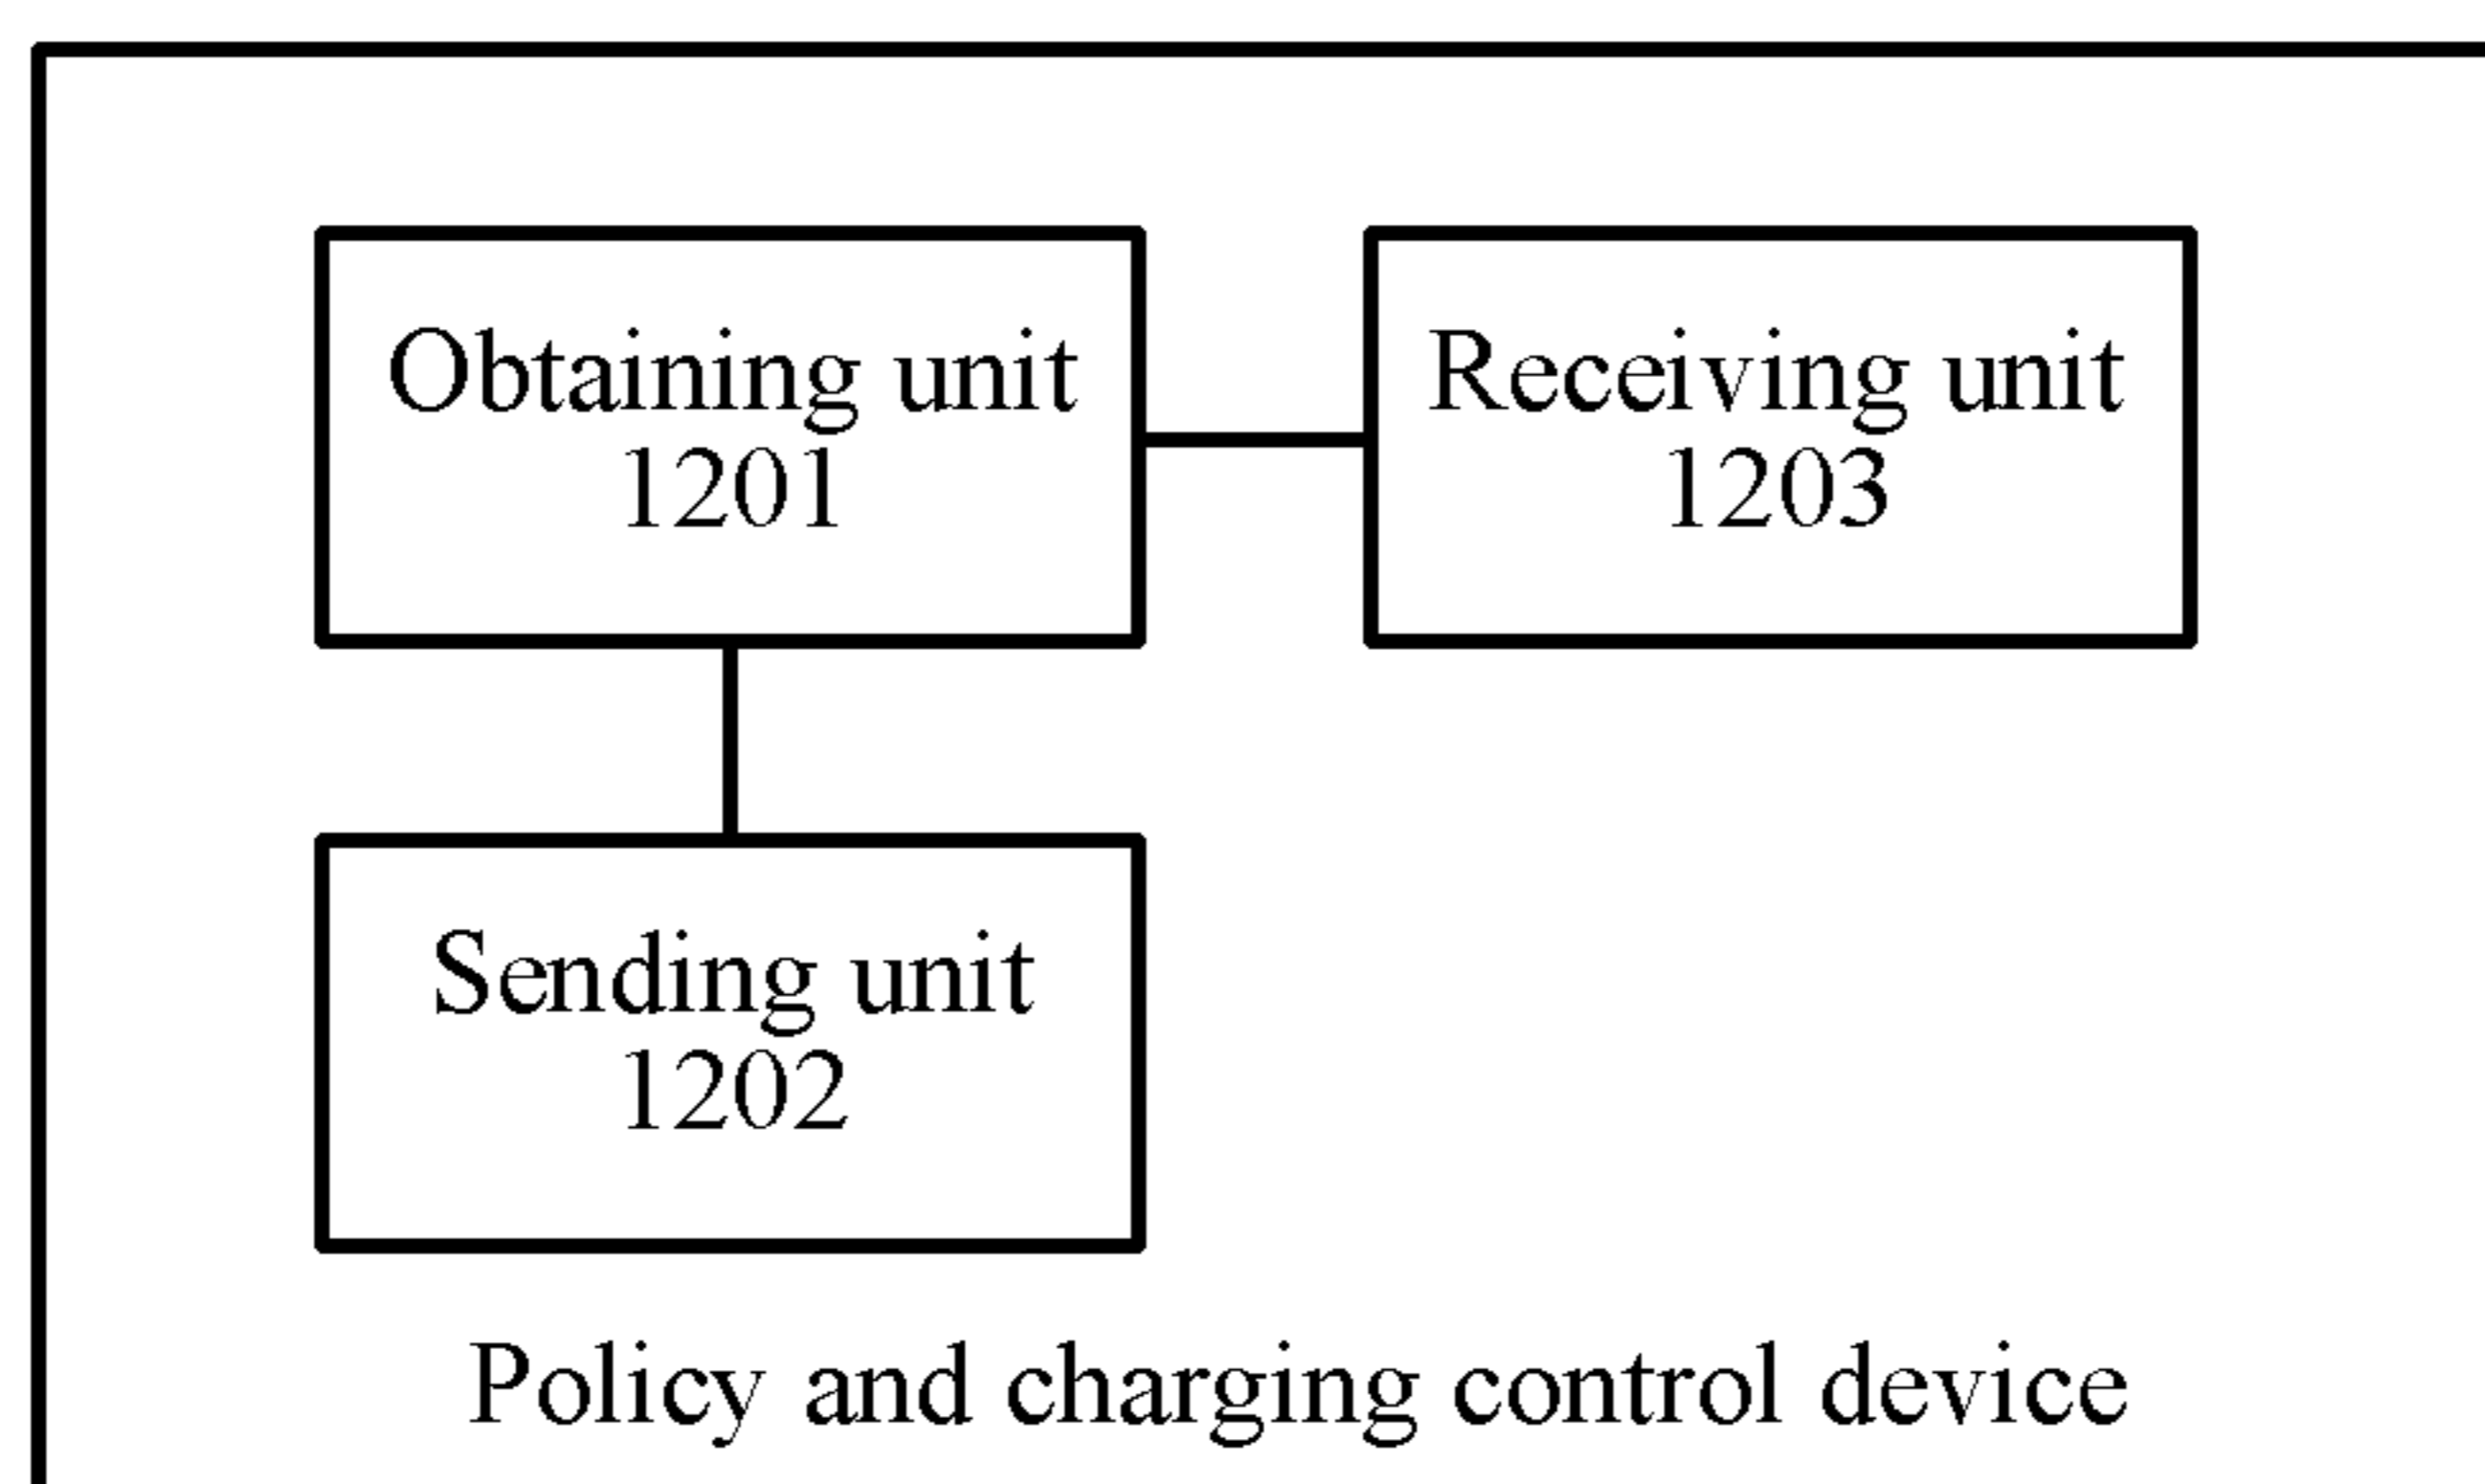 Obtaining unit
1201
Receiving unit
1203
Sending unit
1202
Policy and charging control device